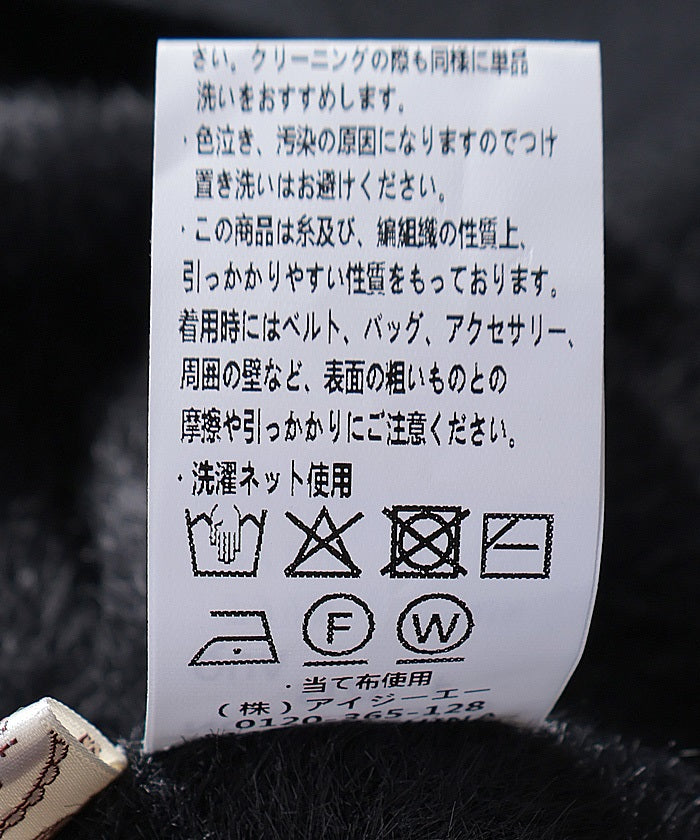 さい。クリーニングの際も同様に単品
洗いをおすすめします。
・色泣き、汚染の原因になりますのでつけ
置き洗いはお避けください。
・この商品は糸及び、編組織の性質上、
引っかかりやすい性質をもっております。
着用時にはベルト、バッグ、アクセサリー、
周囲の壁など、表面の粗いものとの
摩擦や引っかかりにご注意ください。
・洗濯ネット使用
F W
・当て布使用
(株)アイジーエー
0120-365-128